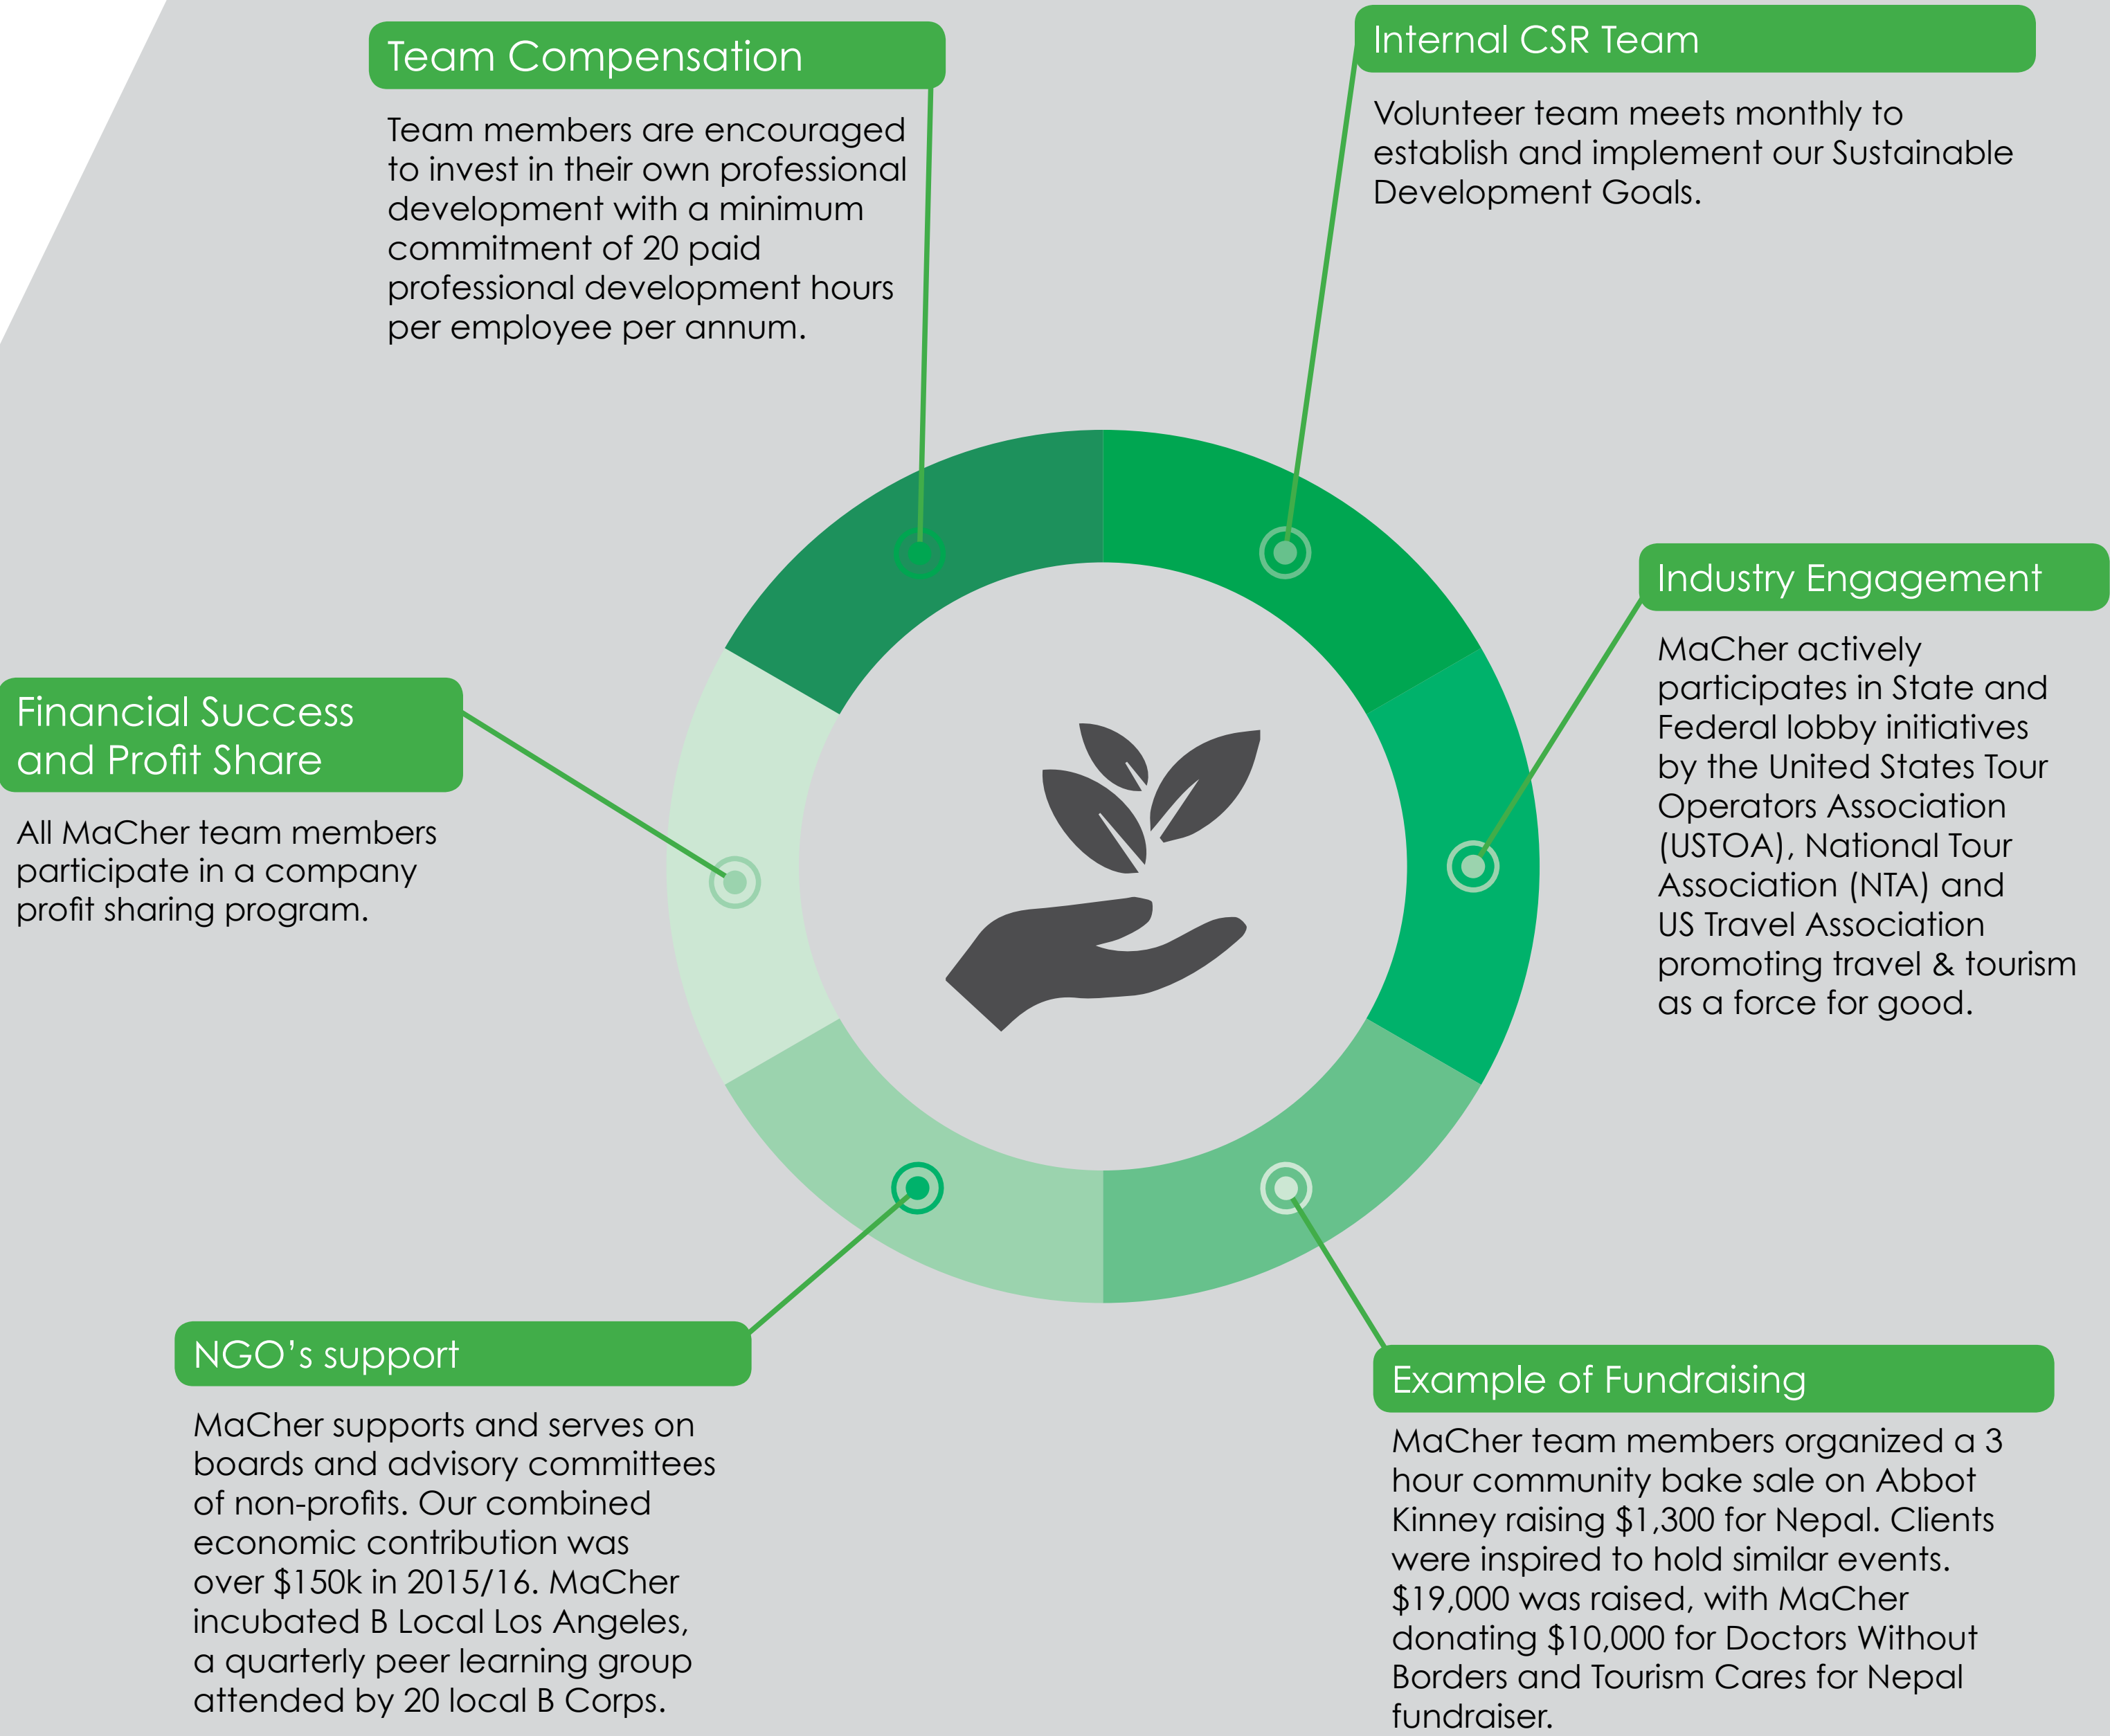 Team Compensation
Team members are encouraged
to invest in their own professional
development with a minimum
commitment of 20 paid
professional development hours
per employee per annum.
Internal CSR Team
Volunteer team meets monthly to
establish and implement our Sustainable
Development Goals.
Industry Engagement
MaCher actively
participates in State and
Federal lobby initiatives
by the United States Tour
Operators Association
(USTOA), National Tour
Association (NTA) and
US Travel Association
promoting travel & tourism
as a force for good.
Financial Success
and Profit Share
All MaCher team members
participate in a company
profit sharing program.
NGO’s support
MaCher supports and serves on
boards and advisory committees
of non-profits. Our combined
economic contribution was
over $150k in 2015/16. MaCher
incubated B Local Los Angeles,
a quarterly peer learning group
attended by 20 local B Corps.
Example of Fundraising
MaCher team members organized a 3
hour community bake sale on Abbot
Kinney raising $1,300 for Nepal. Clients
were inspired to hold similar events.
$19,000 was raised, with MaCher
donating $10,000 for Doctors Without
Borders and Tourism Cares for Nepal
fundraiser.